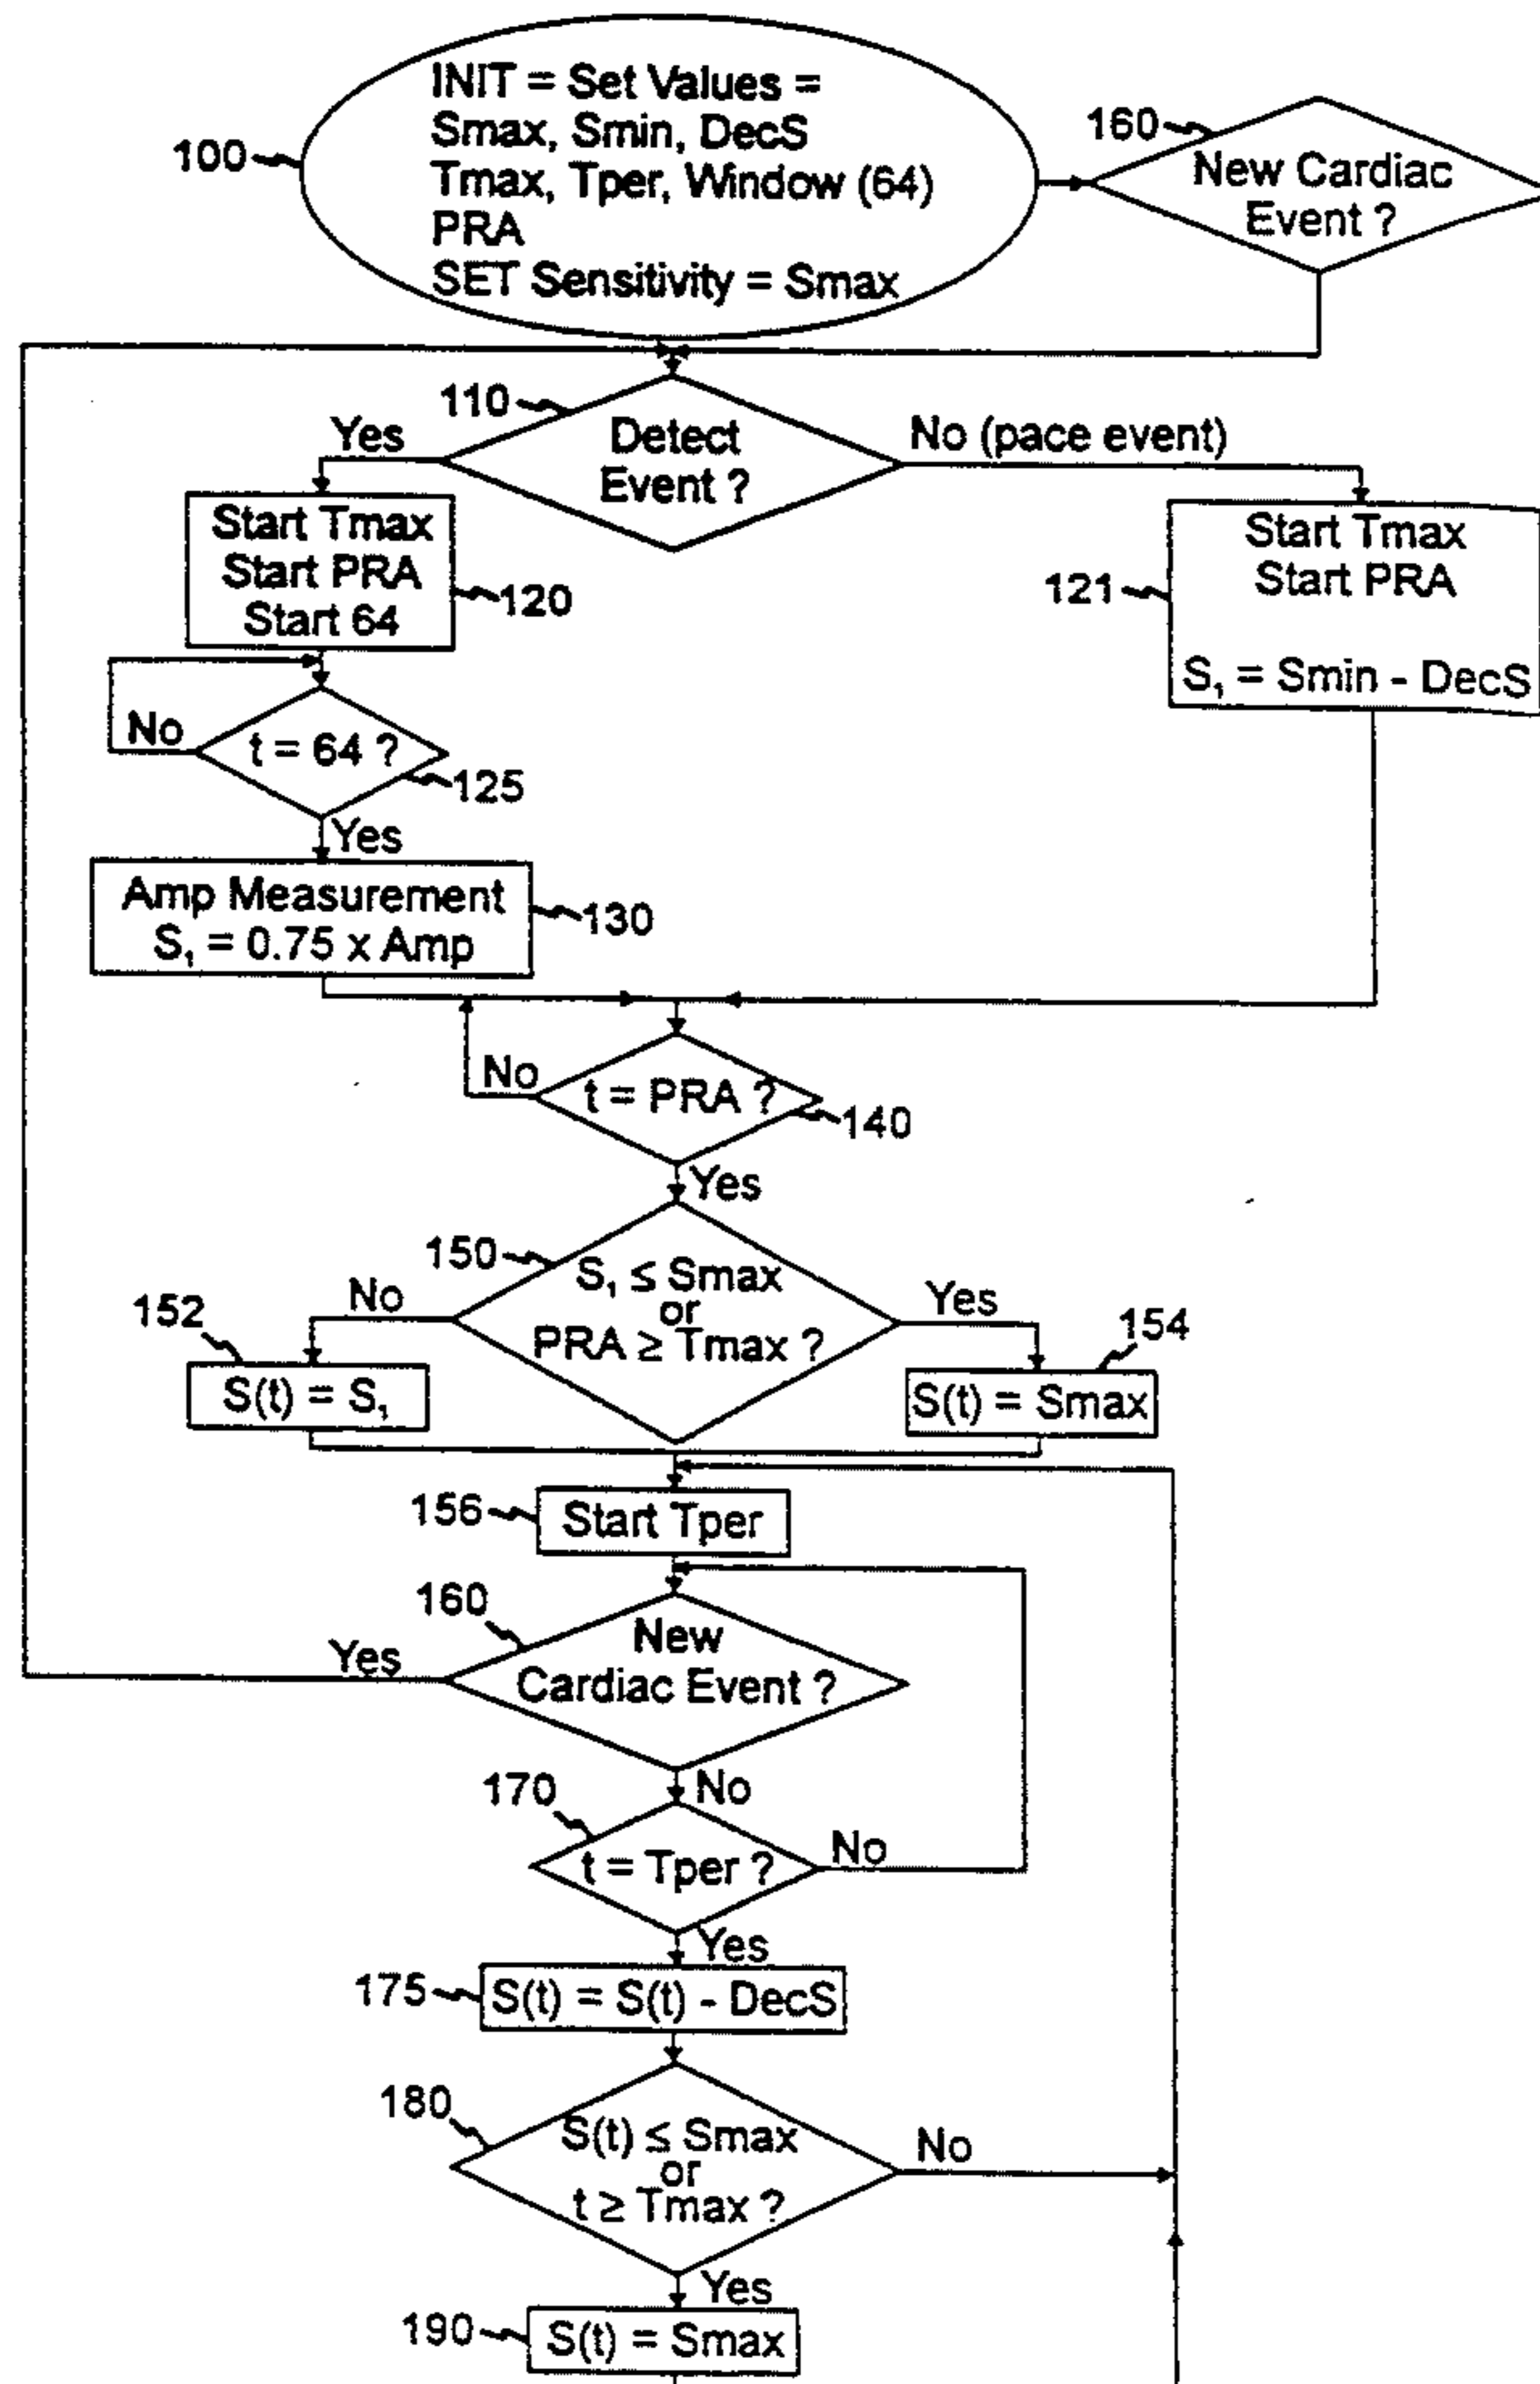 INIT = Set Values =
Smax, Smin, DecS
Tmax, Tper, Window (64)
PRA
SET Sensitivity = Smax
100
160
New Cardiac
Event ?
110
Detect
Event ?
Yes
No (pace event)
Start Tmax
Start PRA
Start 64
120
Start Tmax
Start PRA
S₁ = Smin - DecS
121
t = 64 ?
No
125
Yes
Amp Measurement
S₁ = 0.75 x Amp
130
No
t = PRA ?
140
Yes
150
S₁ ≤ Smax
or
PRA ≥ Tmax ?
No
Yes
152
S(t) = S₁
154
S(t) = Smax
156
Start Tper
160
New
Cardiac Event ?
Yes
No
170
t = Tper ?
No
Yes
175
S(t) = S(t) - DecS
180
S(t) ≤ Smax
or
t ≥ Tmax ?
No
Yes
190
S(t) = Smax